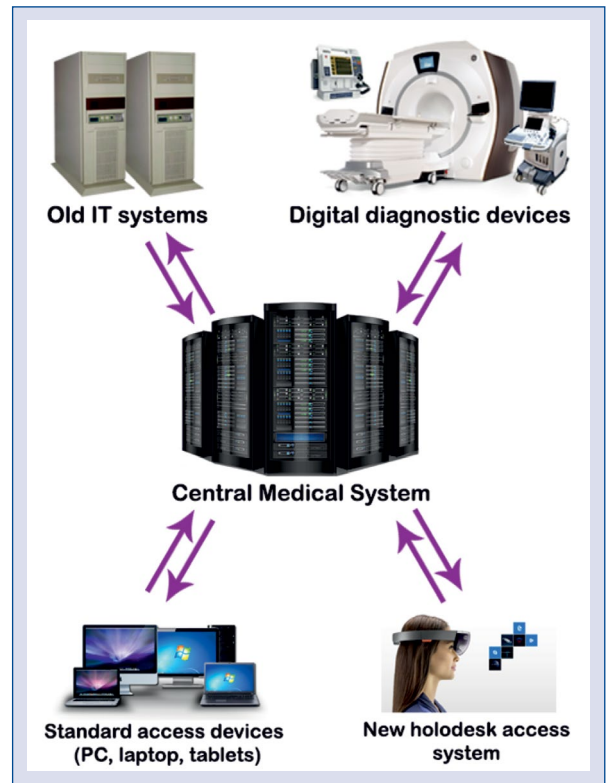 Old IT systems
Digital diagnostic devices
Central Medical System
Standard access devices
(PC, laptop, tablets)
New holodesk access
system